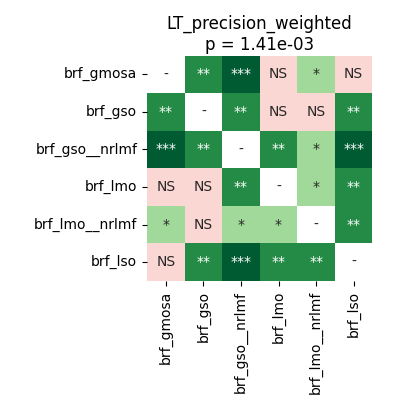 LT_precision_weighted
p = 1.41e-03
brf_gmosa - ** *** NS * NS
brf_gso ** - ** NS NS **
brf_gso__nrlmf *** ** - ** * ***
brf_lmo NS NS ** - * **
brf_lmo__nrlmf * NS * * - **
brf_lso NS ** *** ** ** -
brf_gmosa
brf_gso
brf_gso__nrlmf
brf_lmo
brf_lmo__nrlmf
brf_lso